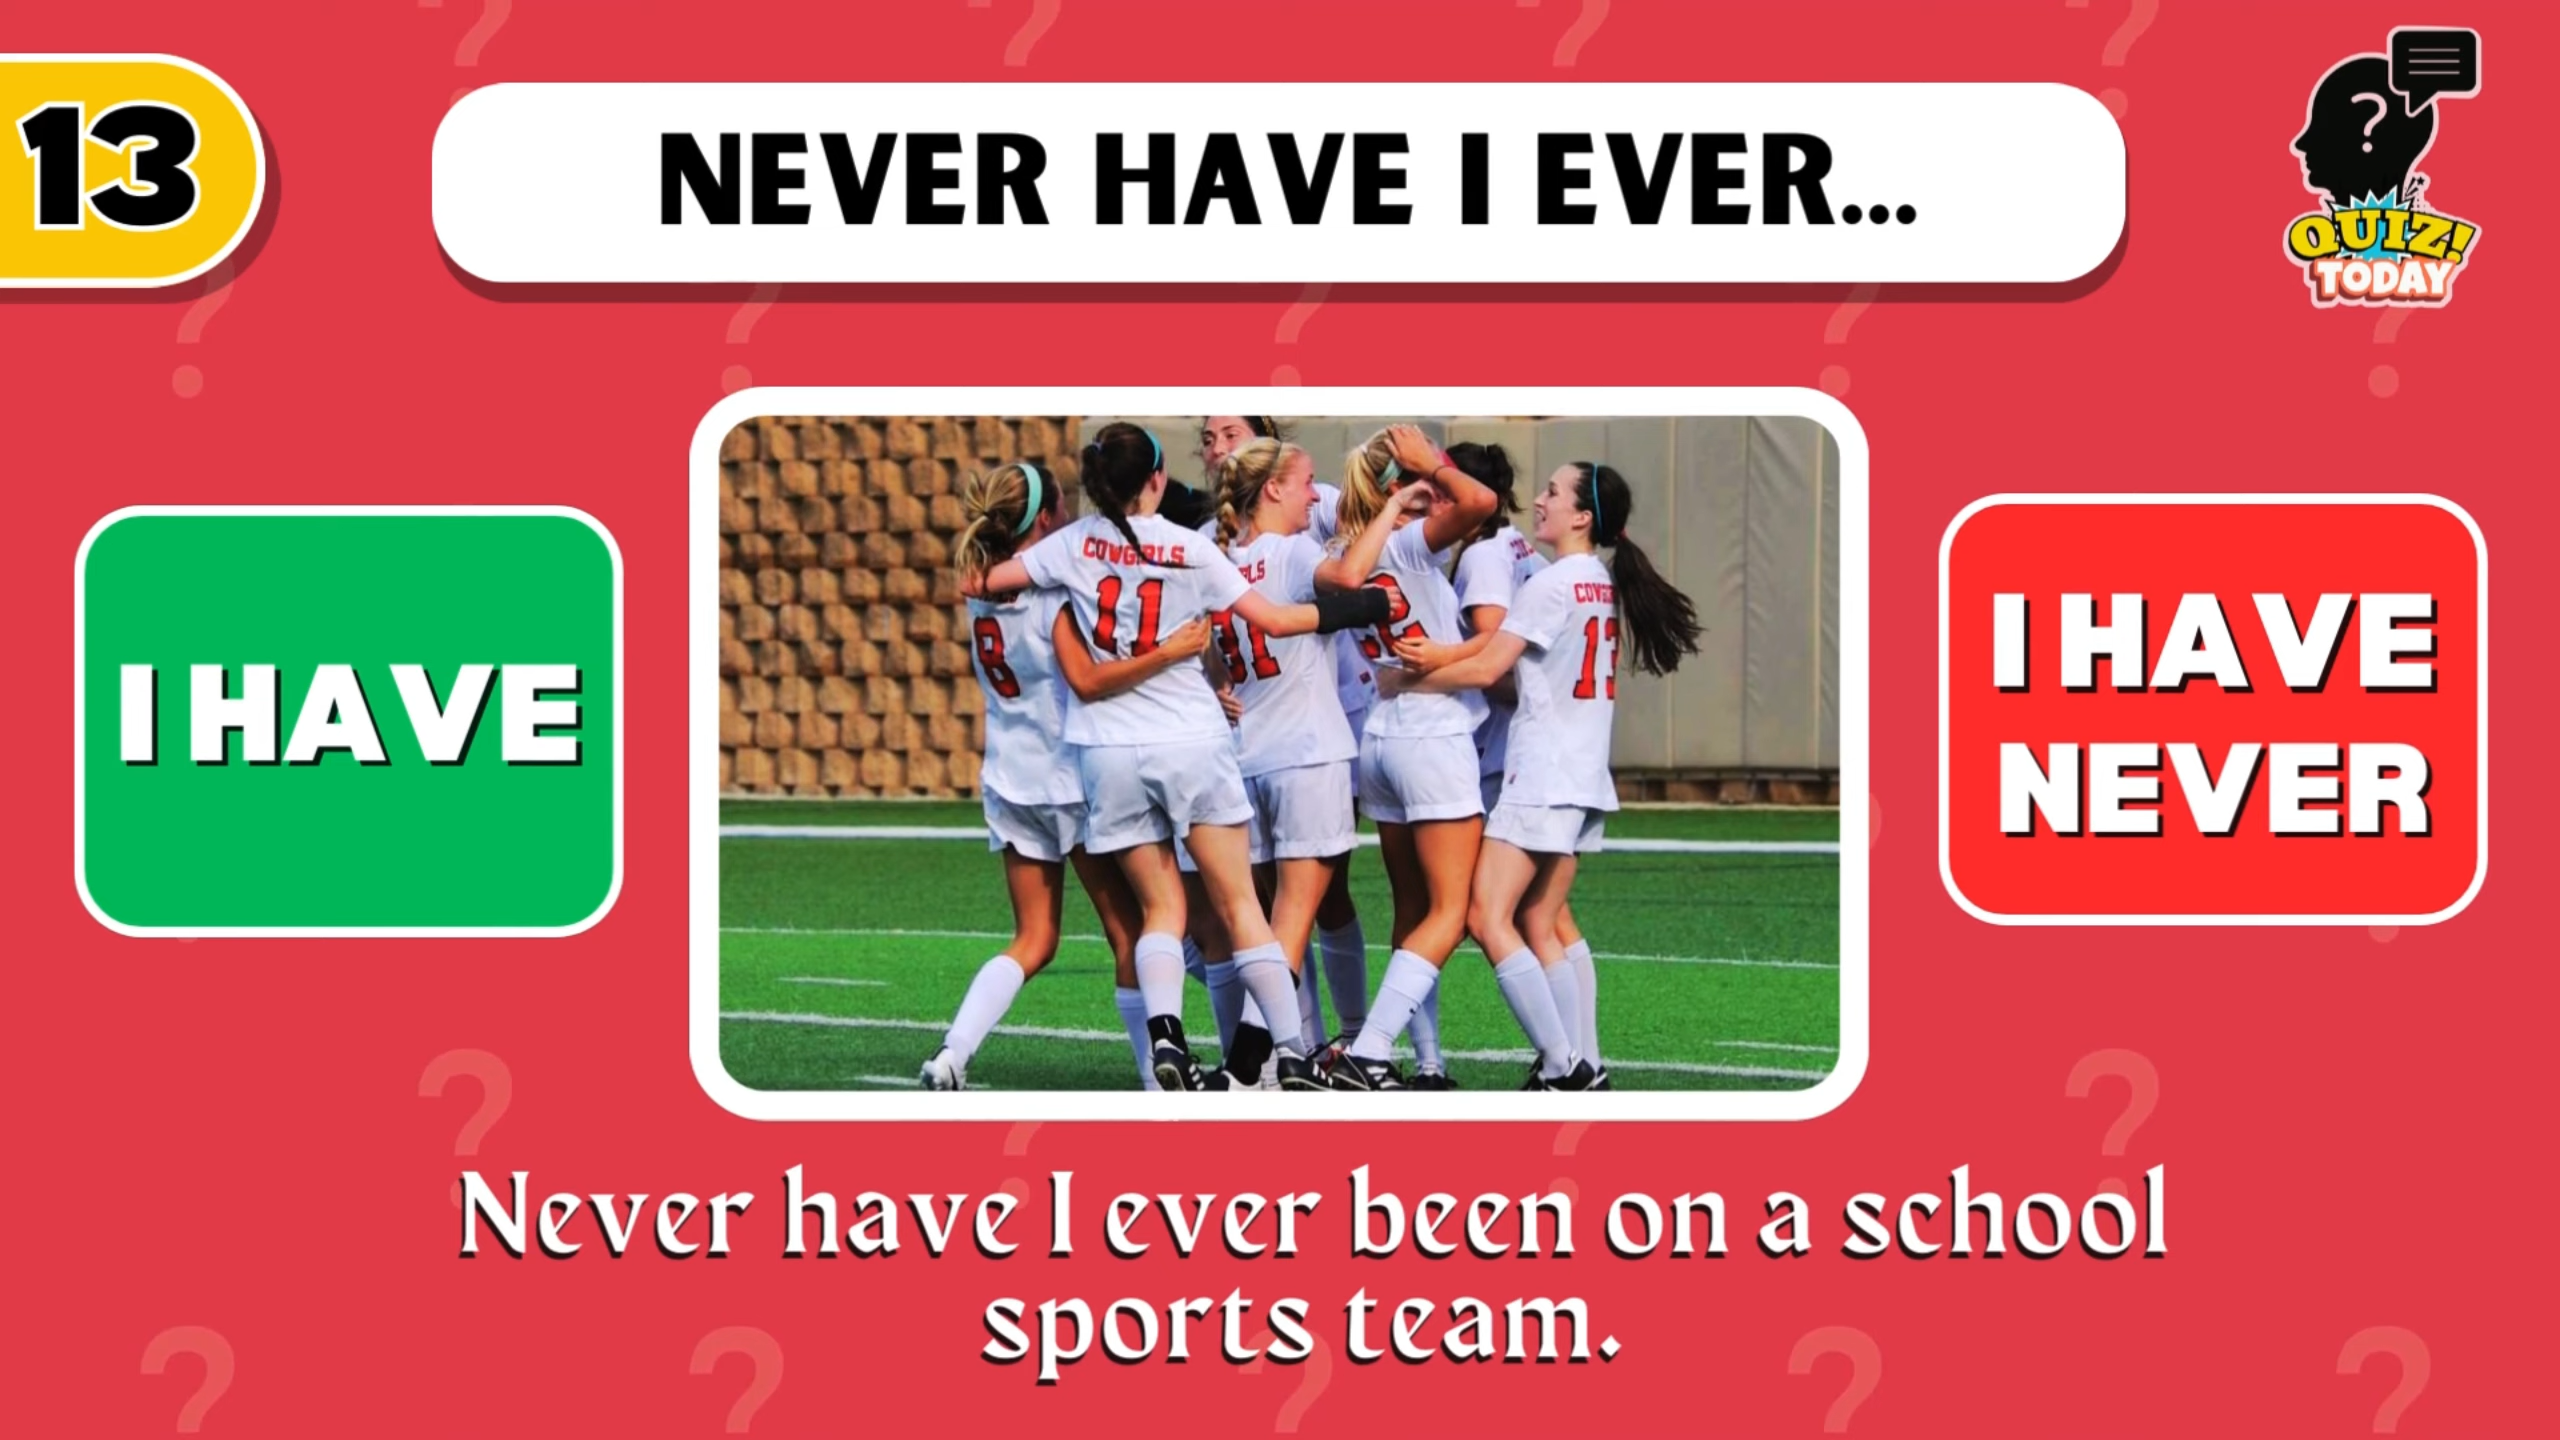 13
NEVER HAVE I EVER...
?
QUIZ!
TODAY
I HAVE
COWGIRLS
8
11
31
13
I HAVE
NEVER
Never have I ever been on a school
sports team.